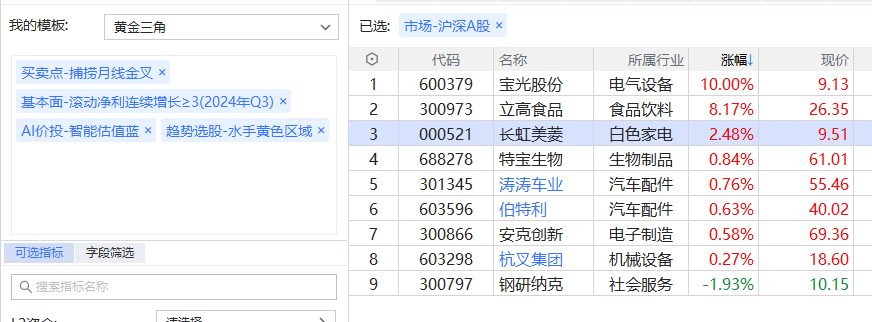 我的模板: 黄金三角
买卖点-捕捞月线金叉 ×
基本面-滚动净利连续增长≥3(2024年Q3) ×
AI价投-智能估值蓝 × 趋势选股-水手黄色区域 ×
可选指标 字段筛选
搜索指标名称
请选择
已选: 市场-沪深A股 ×
代码 名称 所属行业 涨幅↓ 现价
1 600379 宝光股份 电气设备 10.00% 9.13
2 300973 立高食品 食品饮料 8.17% 26.35
3 000521 长虹美菱 白色家电 2.48% 9.51
4 688278 特宝生物 生物制品 0.84% 61.01
5 301345 涛涛车业 汽车配件 0.76% 55.46
6 603596 伯特利 汽车配件 0.63% 40.02
7 300866 安克创新 电子制造 0.58% 69.36
8 603298 杭叉集团 机械设备 0.27% 18.60
9 300797 钢研纳克 社会服务 -1.93% 10.15